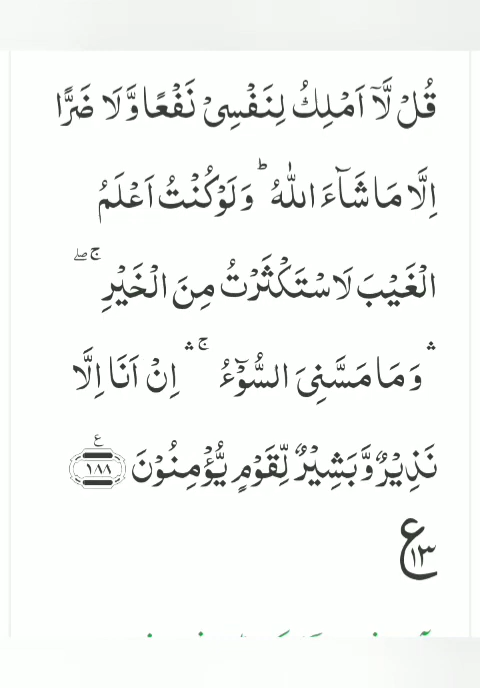 قُلْ لَّاۤ اَمْلِكُ لِنَفْسِیْ نَفْعًا وَّلَا ضَرًّا
اِلَّا مَا شَآءَ اللّٰهُ ؕ وَلَوْ كُنْتُ اَعْلَمُ
الْغَیْبَ لَاسْتَكْثَرْتُ مِنَ الْخَیْرِ ۛۚۖ
وَمَا مَسَّنِیَ السُّوْٓءُ ۛۚ اِنْ اَنَا اِلَّا
نَذِیْرٌ وَّبَشِیْرٌ لِّقَوْمٍ یُّؤْمِنُوْنَ ع ۱۸۸
ع ۱۳